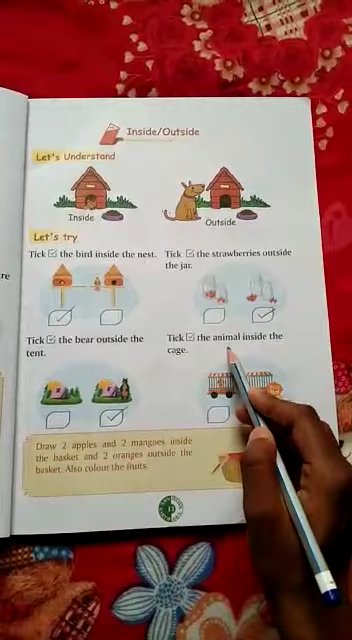 Inside/Outside
Let's Understand
Inside
Outside
Let's try
Tick ☑ the bird inside the nest.
Tick ☑ the strawberries outside
the jar.
Tick ☑ the bear outside the
tent.
Tick ☑ the animal inside the
cage.
Draw 2 apples and 2 mangoes inside
the basket and 2 oranges outside the
basket. Also colour the fruits.